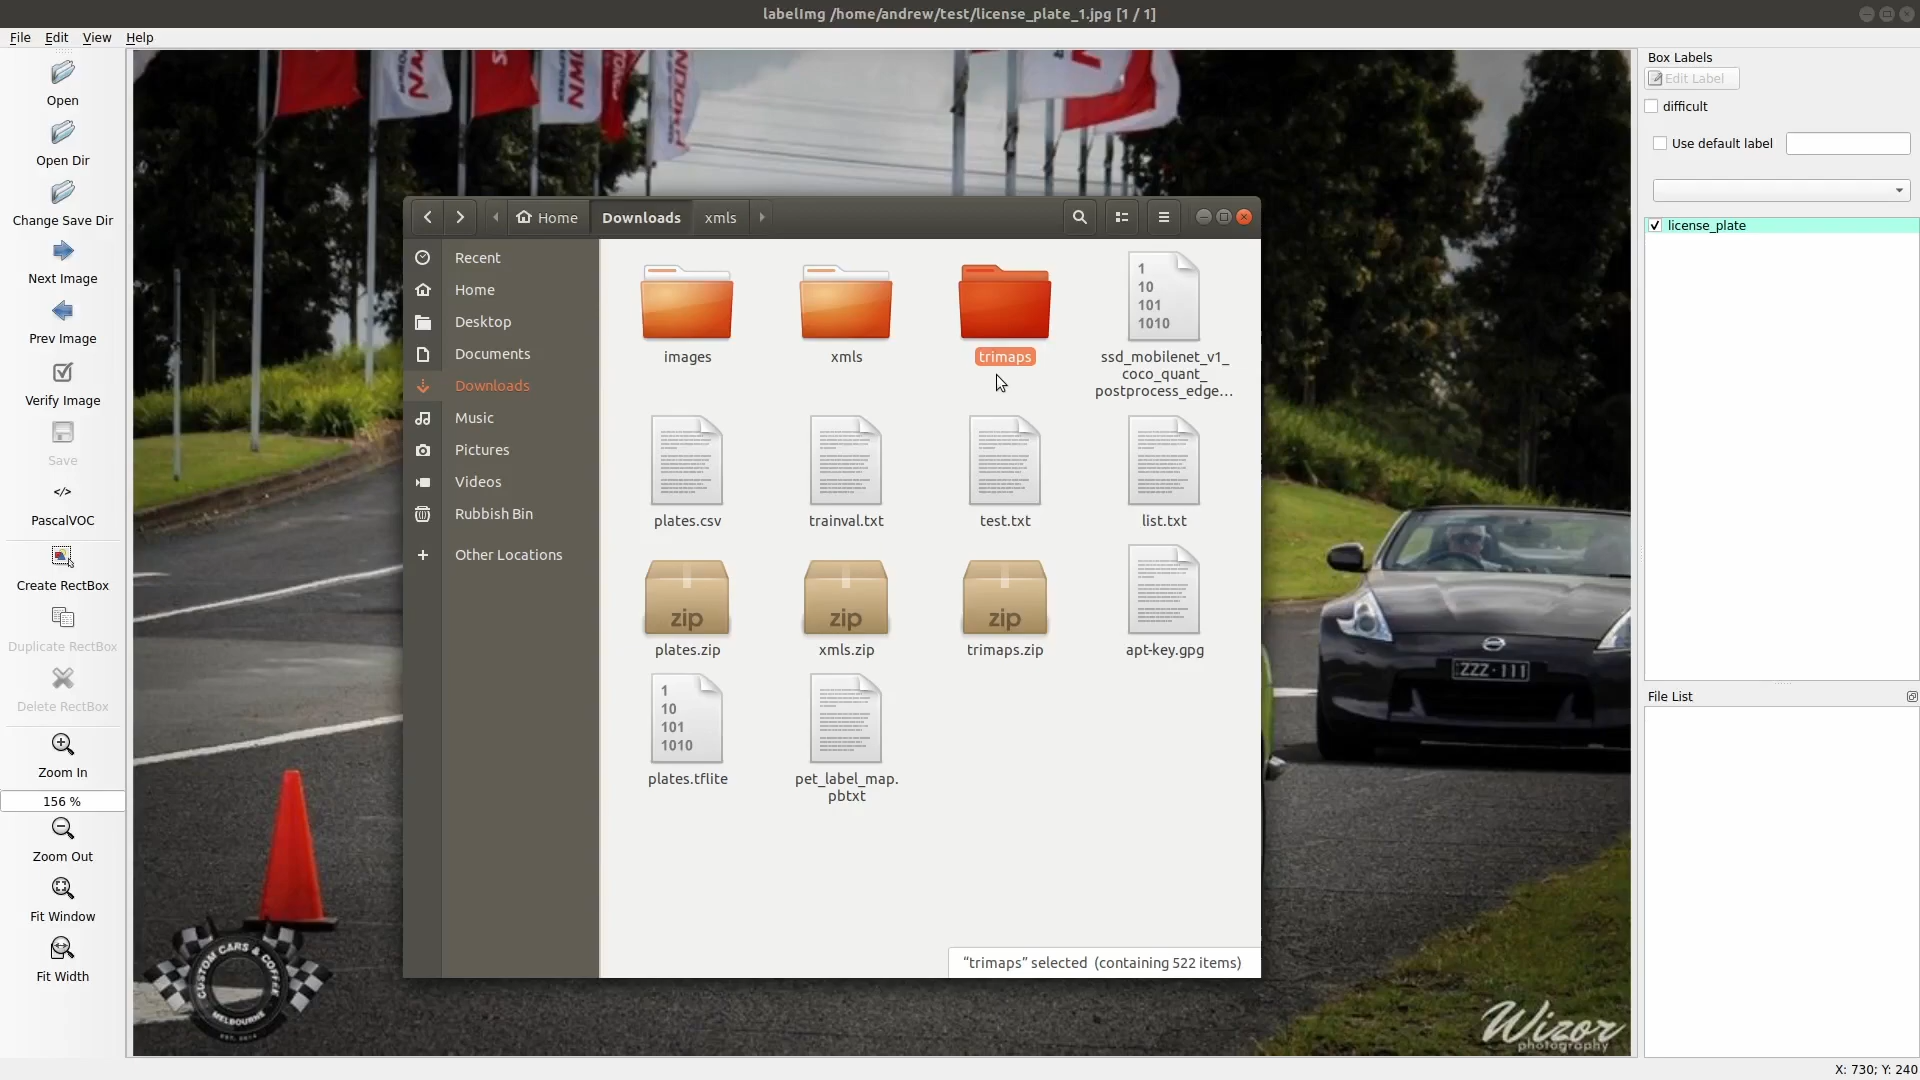 labelImg /home/andrew/test/license_plate_1.jpg [1 / 1]
File Edit View Help
Open
Open Dir
Change Save Dir
Next Image
Prev Image
Verify Image
Save
</>
PascalVOC
Create RectBox
Duplicate RectBox
Delete RectBox
Zoom In
156 %
Zoom Out
Fit Window
Fit Width
Home Downloads xmls
Recent
Home
Desktop
Documents
Downloads
Music
Pictures
Videos
Rubbish Bin
Other Locations
images
xmls
trimaps
1
10
101
1010
ssd_mobilenet_v1_
coco_quant_
postprocess_edge...
plates.csv
trainval.txt
test.txt
list.txt
zip
plates.zip
zip
xmls.zip
zip
trimaps.zip
apt-key.gpg
1
10
101
1010
plates.tflite
pet_label_map.
pbtxt
“trimaps” selected (containing 522 items)
ZZZ·111
CUSTOM CARS & COFFEE
MELBOURNE
Wizor
photography
Box Labels
Edit Label
difficult
Use default label
license_plate
File List
X: 730; Y: 240